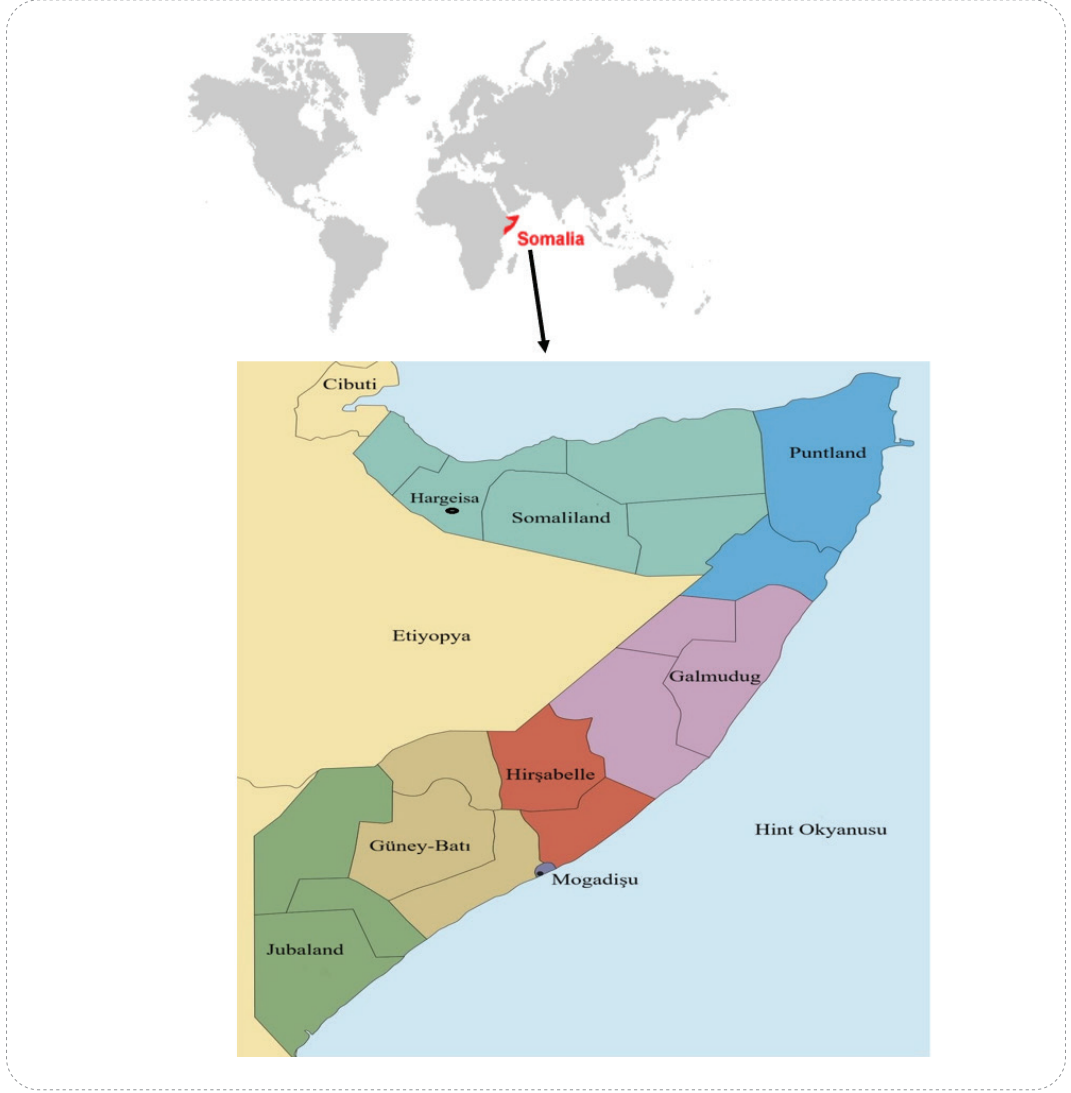 Somalia
Cibuti
Puntland
Hargeisa
Somaliland
Etiyopya
Galmudug
Hirşabelle
Hint Okyanusu
Güney-Batı
Mogadişu
Jubaland